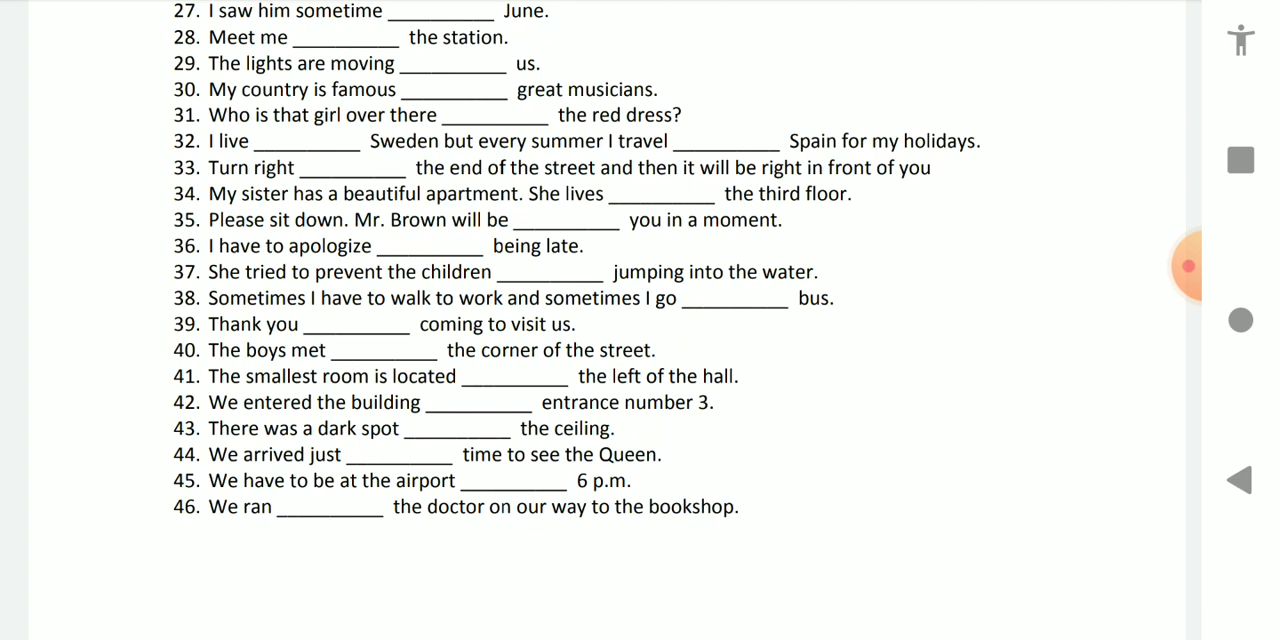 27. I saw him sometime __________ June.
28. Meet me __________ the station.
29. The lights are moving __________ us.
30. My country is famous __________ great musicians.
31. Who is that girl over there __________ the red dress?
32. I live __________ Sweden but every summer I travel __________ Spain for my holidays.
33. Turn right __________ the end of the street and then it will be right in front of you
34. My sister has a beautiful apartment. She lives __________ the third floor.
35. Please sit down. Mr. Brown will be __________ you in a moment.
36. I have to apologize __________ being late.
37. She tried to prevent the children __________ jumping into the water.
38. Sometimes I have to walk to work and sometimes I go __________ bus.
39. Thank you __________ coming to visit us.
40. The boys met __________ the corner of the street.
41. The smallest room is located __________ the left of the hall.
42. We entered the building __________ entrance number 3.
43. There was a dark spot __________ the ceiling.
44. We arrived just __________ time to see the Queen.
45. We have to be at the airport __________ 6 p.m.
46. We ran __________ the doctor on our way to the bookshop.